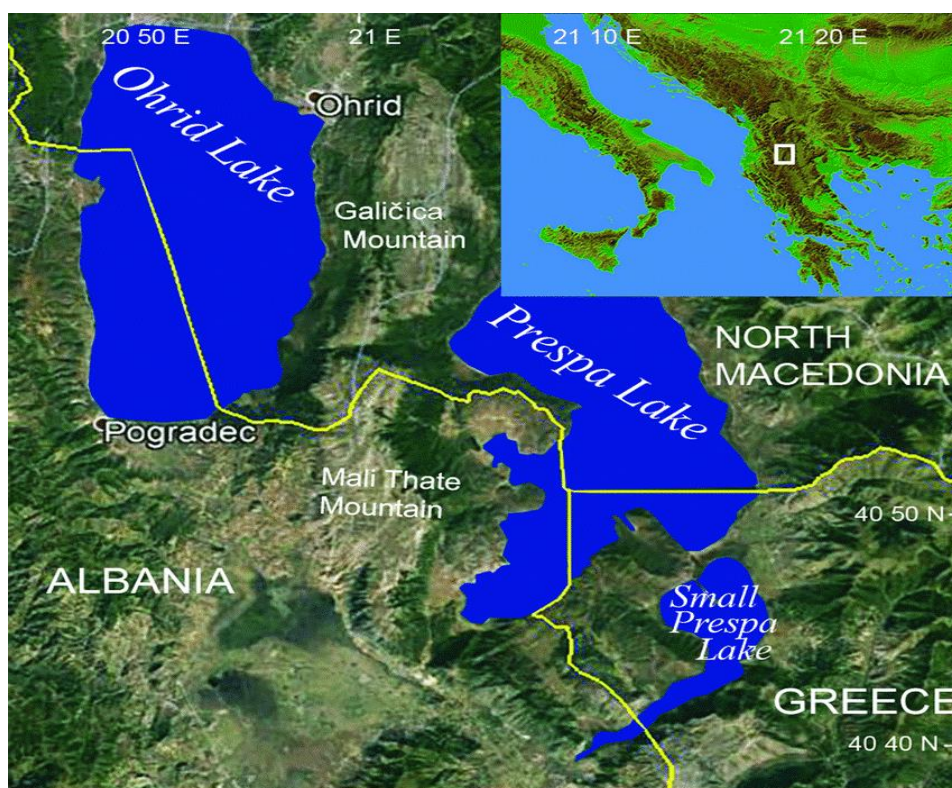 20 50 E
21 E
21 10 E
21 20 E
Ohrid Lake
Ohrid
Galičica
Mountain
Prespa Lake
NORTH
MACEDONIA
Pogradec
Mali Thate
Mountain
40 50 N
ALBANIA
Small
Prespa
Lake
GREECE
40 40 N